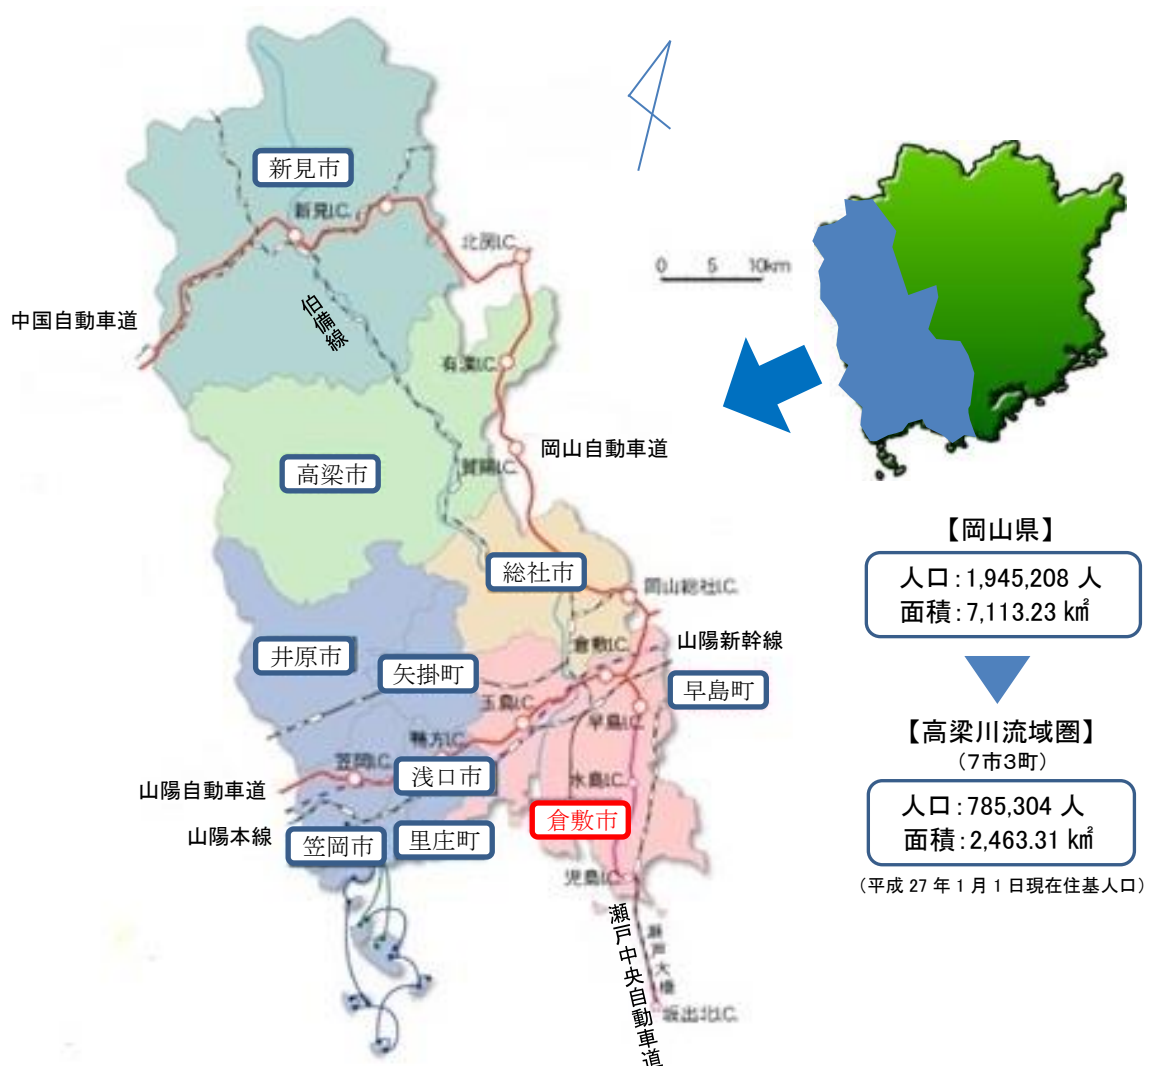 新見市
新見I.C.
北房I.C.
0 5 10km
中国自動車道
伯備線
有漢I.C.
岡山自動車道
賀陽I.C.
高梁市
総社市
岡山総社I.C.
【岡山県】
人口：1,945,208 人
面積：7,113.23 ㎢
井原市
矢掛町
倉敷I.C.
山陽新幹線
早島町
玉島I.C.
早島I.C.
鴨方I.C.
笠岡I.C.
浅口市
水島I.C.
山陽自動車道
山陽本線
笠岡市
里庄町
倉敷市
児島I.C.
瀬戸中央自動車道
瀬戸大橋
坂出北I.C.
【高梁川流域圏】
（７市３町）
人口：785,304 人
面積：2,463.31 ㎢
（平成 27 年 1 月 1 日現在住基人口）